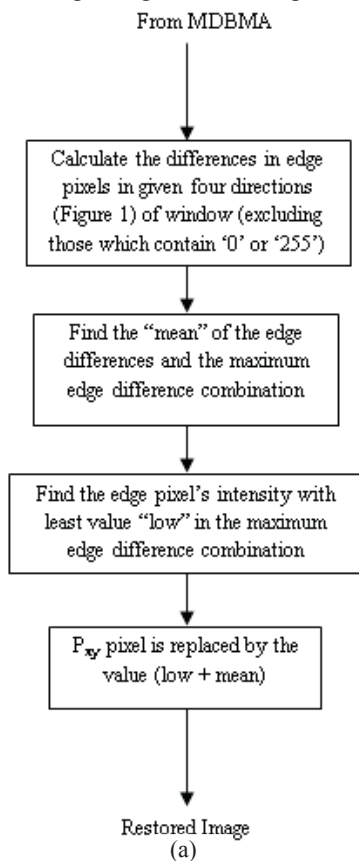 From MDBMA
Calculate the differences in edge
pixels in given four directions
(Figure 1) of window (excluding
those which contain ‘0’ or ‘255’)
Find the “mean” of the edge
differences and the maximum
edge difference combination
Find the edge pixel’s intensity with
least value “low” in the maximum
edge difference combination
Pxy pixel is replaced by the
value (low + mean)
Restored Image
(a)